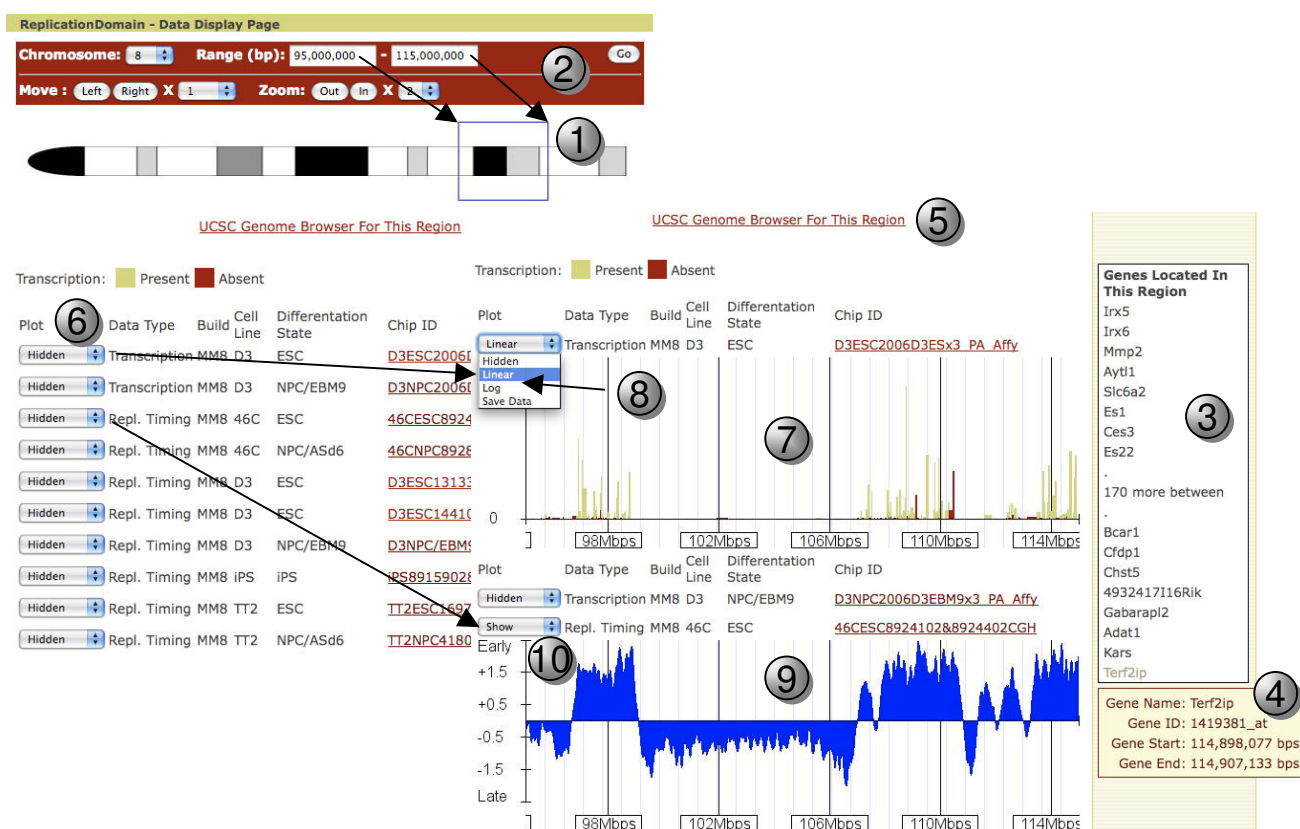 ReplicationDomain - Data Display Page
Chromosome: 8 Range (bp): 95,000,000 - 115,000,000 Go
2
Move : Left Right X 1 Zoom: Out In X 2
1
UCSC Genome Browser For This Region
Transcription: Present Absent
Plot Data Type Build Cell Line Differentation State Chip ID
6
Hidden Transcription MM8 D3 ESC D3ESC2006D
Hidden Transcription MM8 D3 NPC/EBM9 D3NPC2006D
Hidden Repl. Timing MM8 46C ESC 46CESC8924
Hidden Repl. Timing MM8 46C NPC/ASd6 46CNPC8928
Hidden Repl. Timing MM8 D3 ESC D3ESC13133
Hidden Repl. Timing MM8 D3 ESC D3ESC14410
Hidden Repl. Timing MM8 D3 NPC/EBM9 D3NPC/EBM9
Hidden Repl. Timing MM8 iPS iPS iPS89159028
Hidden Repl. Timing MM8 TT2 ESC TT2ESC1697
Hidden Repl. Timing MM8 TT2 NPC/ASd6 TT2NPC4180
UCSC Genome Browser For This Region
5
Transcription: Present Absent
Plot Data Type Build Cell Line Differentation State Chip ID
Linear Transcription MM8 D3 ESC D3ESC2006D3ESx3_PA_Affy
Hidden
Linear
Log
Save Data
8
7
0
98Mbps 102Mbps 106Mbps 110Mbps 114Mbps
Plot Data Type Build Cell Line Differentation State Chip ID
Hidden Transcription MM8 D3 NPC/EBM9 D3NPC2006D3EBM9x3_PA_Affy
Show Repl. Timing MM8 46C ESC 46CESC8924102&8924402CGH
Early
10
9
+1.5
+0.5
-0.5
-1.5
Late
98Mbps 102Mbps 106Mbps 110Mbps 114Mbps
Genes Located In
This Region
Irx5
Irx6
Mmp2
Aytl1
Slc6a2
Es1
Ces3
Es22
.
170 more between
.
Bcar1
Cfdp1
Chst5
4932417I16Rik
Gabarapl2
Adat1
Kars
Terf2ip
3
4
Gene Name: Terf2ip
Gene ID: 1419381_at
Gene Start: 114,898,077 bps
Gene End: 114,907,133 bps